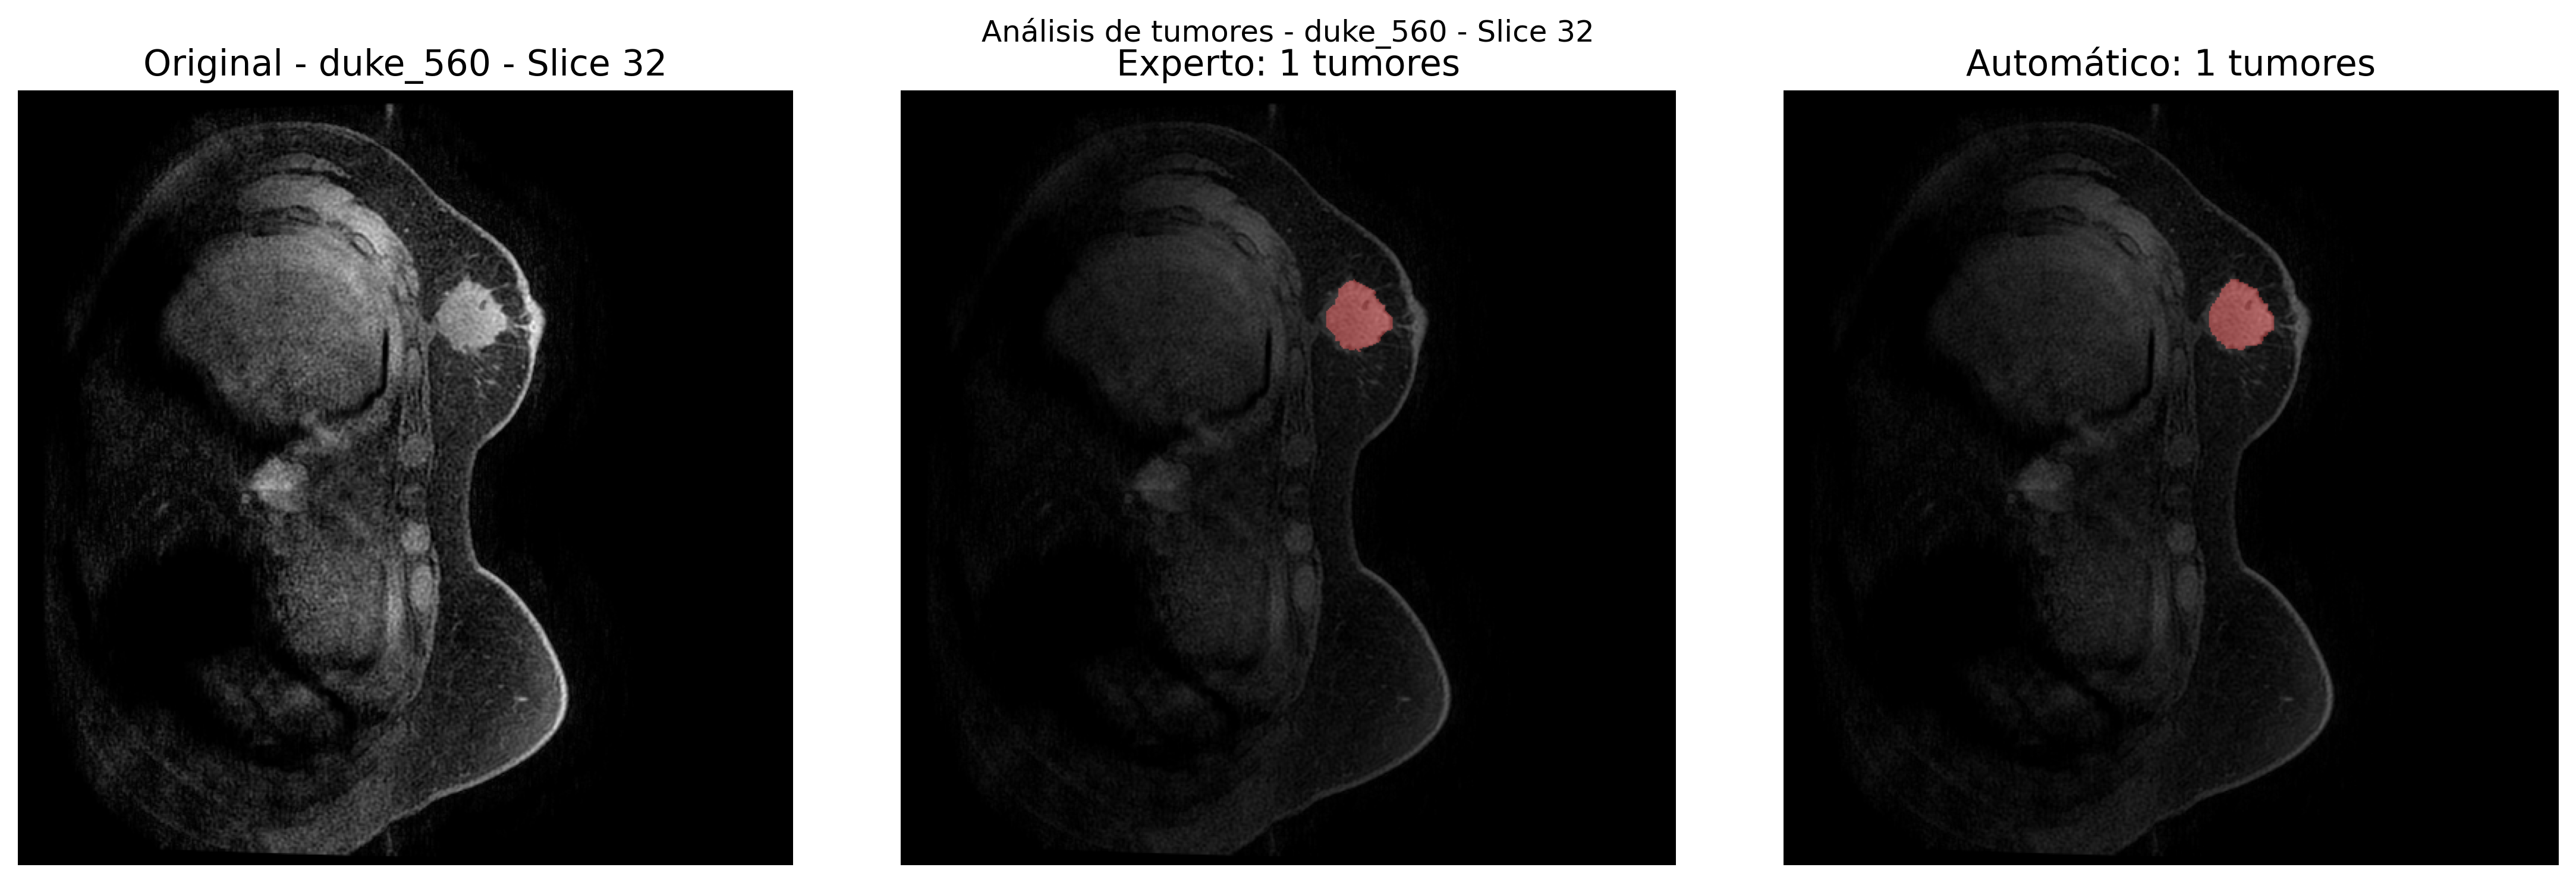 Análisis de tumores - duke_560 - Slice 32
Original - duke_560 - Slice 32
Experto: 1 tumores
Automático: 1 tumores